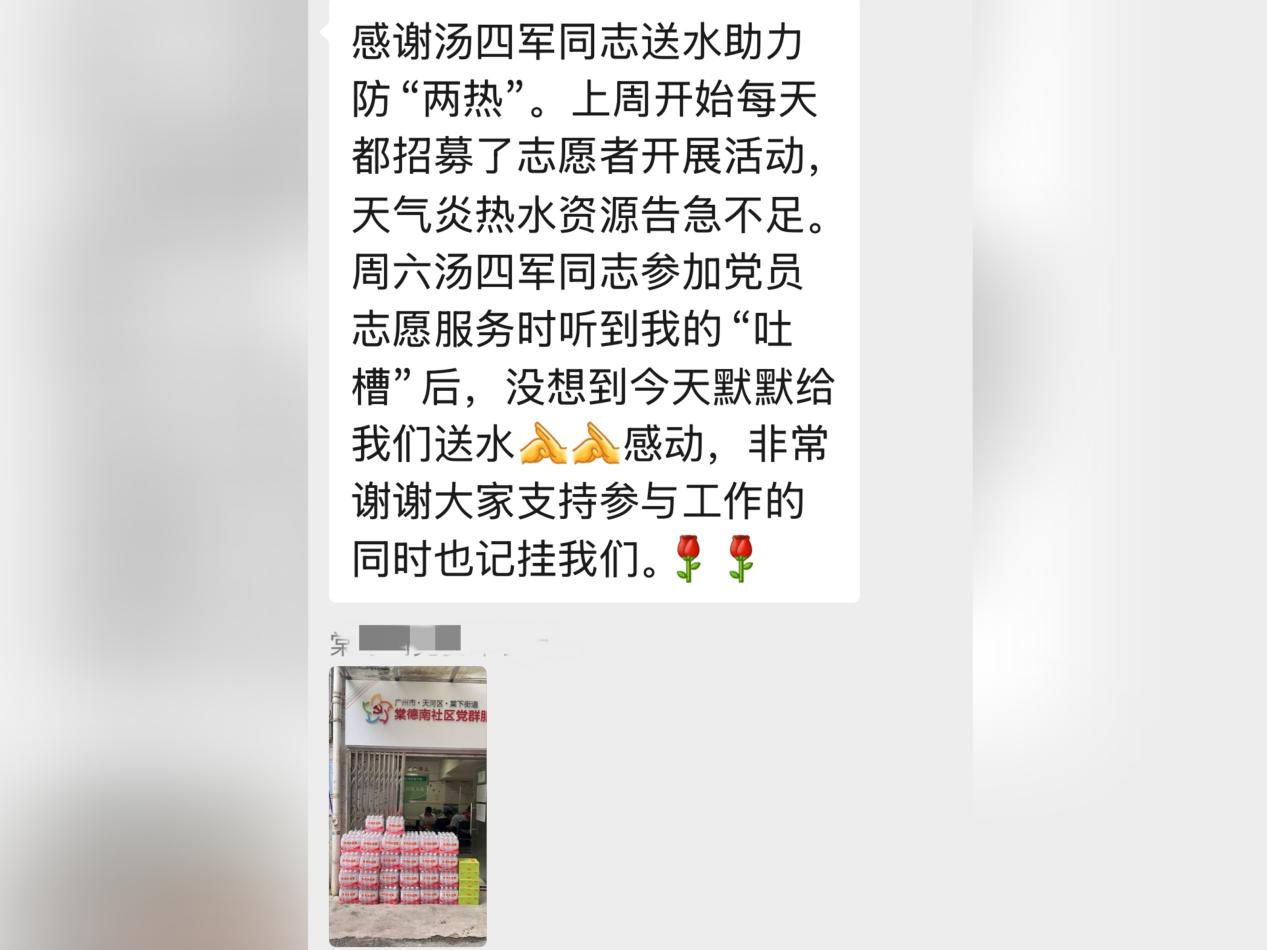 感谢汤四军同志送水助力
防“两热”。上周开始每天
都招募了志愿者开展活动，
天气炎热水资源告急不足。
周六汤四军同志参加党员
志愿服务时听到我的“吐
槽”后，没想到今天默默给
我们送水🫴🫴感动，非常
谢谢大家支持参与工作的
同时也记挂我们。🌹🌹
广州市·天河区·棠下街道
棠德南社区党群服